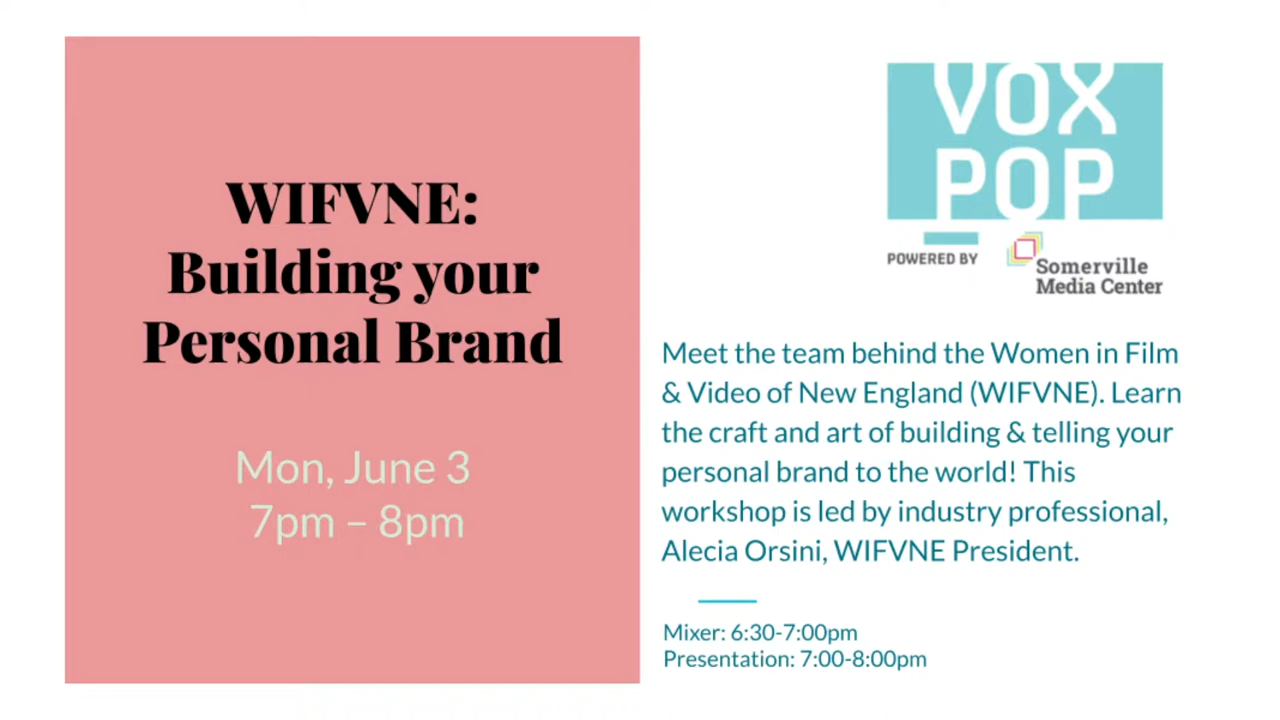 WIFVNE:
Building your
Personal Brand
Mon, June 3
7pm – 8pm
VOX
POP
POWERED BY
Somerville
Media Center
Meet the team behind the Women in Film
& Video of New England (WIFVNE). Learn
the craft and art of building & telling your
personal brand to the world! This
workshop is led by industry professional,
Alecia Orsini, WIFVNE President.
Mixer: 6:30-7:00pm
Presentation: 7:00-8:00pm